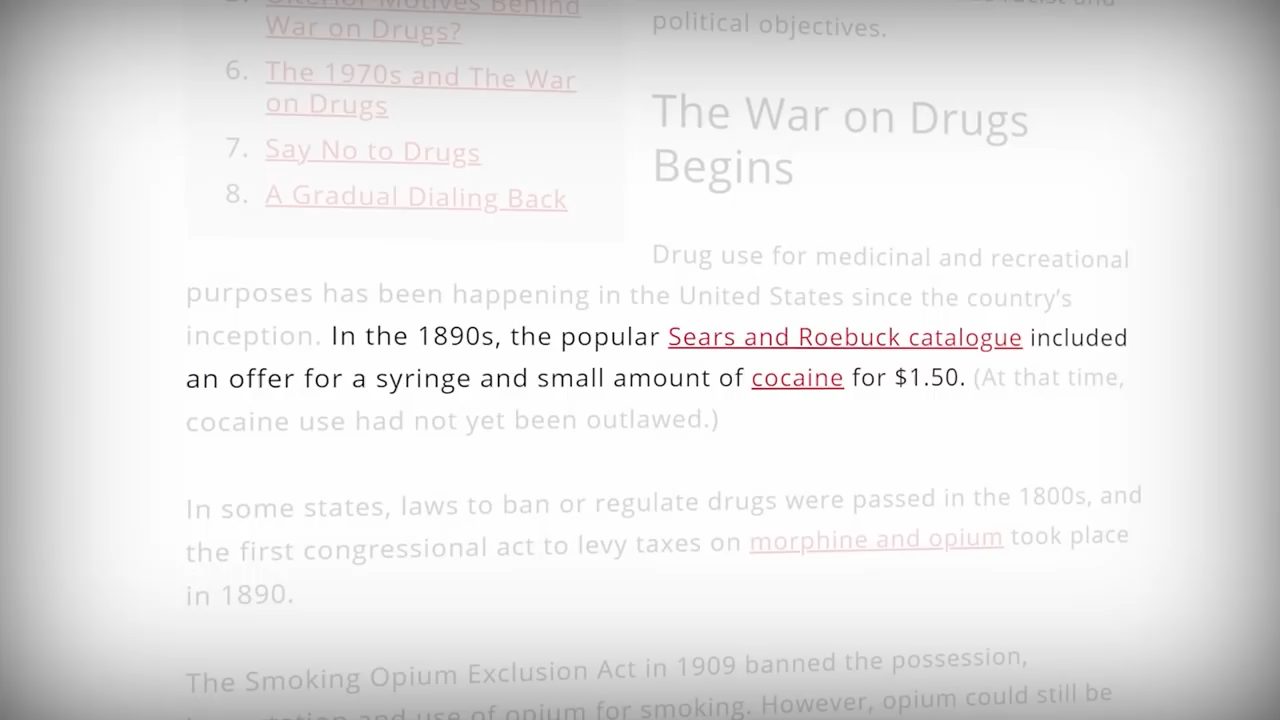 Ulterior Motives Behind
War on Drugs?
6. The 1970s and The War
on Drugs
7. Say No to Drugs
8. A Gradual Dialing Back
and
political objectives.
The War on Drugs
Begins
Drug use for medicinal and recreational
purposes has been happening in the United States since the country’s
inception. In the 1890s, the popular Sears and Roebuck catalogue included
an offer for a syringe and small amount of cocaine for $1.50. (At that time,
cocaine use had not yet been outlawed.)
In some states, laws to ban or regulate drugs were passed in the 1800s, and
the first congressional act to levy taxes on morphine and opium took place
in 1890.
The Smoking Opium Exclusion Act in 1909 banned the possession,
and use of opium for smoking. However, opium could still be